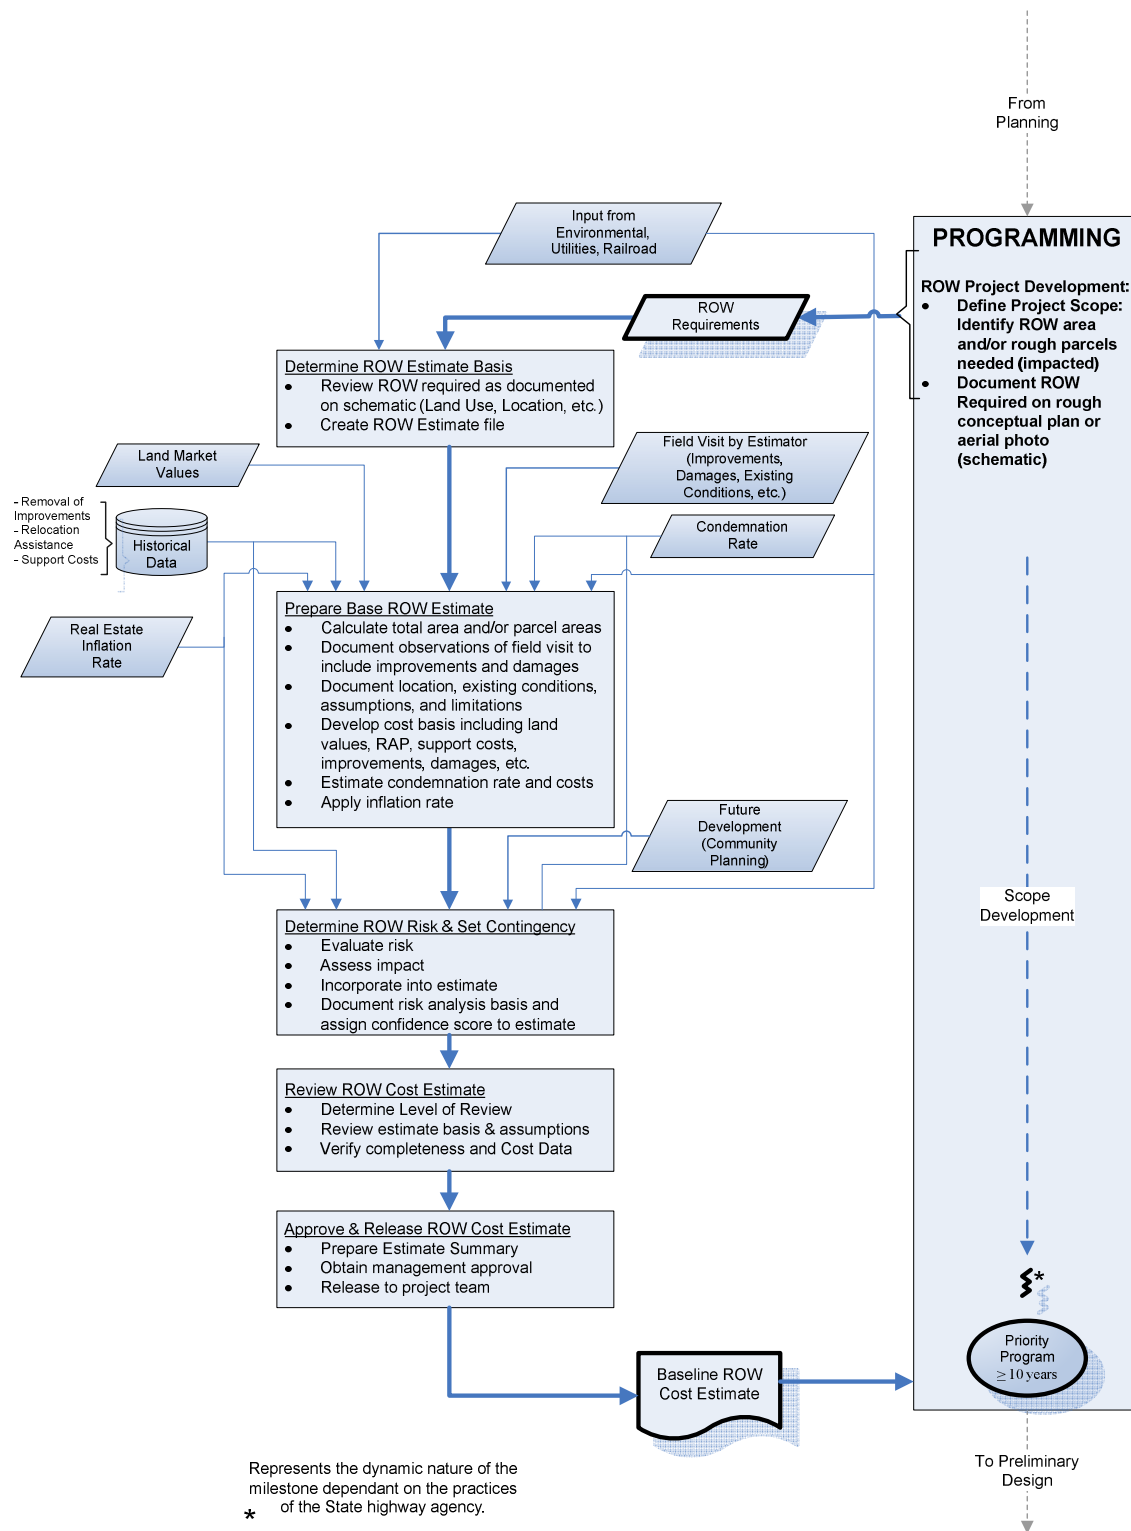 From
Planning
PROGRAMMING
ROW Project Development:
● Define Project Scope:
Identify ROW area
and/or rough parcels
needed (impacted)
● Document ROW
Required on rough
conceptual plan or
aerial photo
(schematic)
Input from
Environmental,
Utilities, Railroad
ROW
Requirements
Determine ROW Estimate Basis
● Review ROW required as documented
on schematic (Land Use, Location, etc.)
● Create ROW Estimate file
Land Market
Values
Field Visit by Estimator
(Improvements,
Damages, Existing
Conditions, etc.)
- Removal of
Improvements
- Relocation
Assistance
- Support Costs
Historical
Data
Condemnation
Rate
Real Estate
Inflation
Rate
Prepare Base ROW Estimate
● Calculate total area and/or parcel areas
● Document observations of field visit to
include improvements and damages
● Document location, existing conditions,
assumptions, and limitations
● Develop cost basis including land
values, RAP, support costs,
improvements, damages, etc.
● Estimate condemnation rate and costs
● Apply inflation rate
Future
Development
(Community
Planning)
Scope
Development
Determine ROW Risk & Set Contingency
● Evaluate risk
● Assess impact
● Incorporate into estimate
● Document risk analysis basis and
assign confidence score to estimate
Review ROW Cost Estimate
● Determine Level of Review
● Review estimate basis & assumptions
● Verify completeness and Cost Data
Approve & Release ROW Cost Estimate
● Prepare Estimate Summary
● Obtain management approval
● Release to project team
*
Priority
Program
≥ 10 years
Baseline ROW
Cost Estimate
To Preliminary
Design
Represents the dynamic nature of the
milestone dependant on the practices
* of the State highway agency.